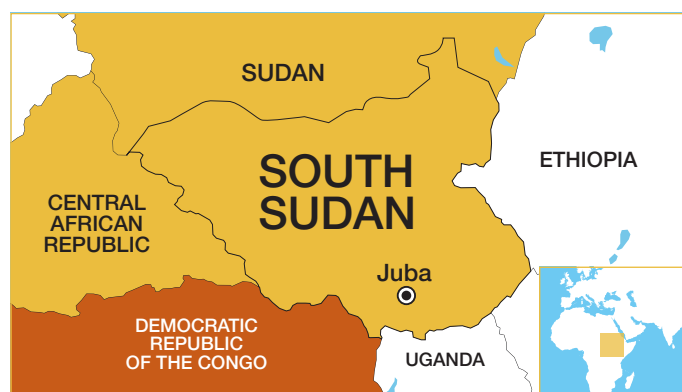 SUDAN
SOUTH
SUDAN
ETHIOPIA
CENTRAL
AFRICAN
REPUBLIC
Juba
DEMOCRATIC
REPUBLIC
OF THE CONGO
UGANDA